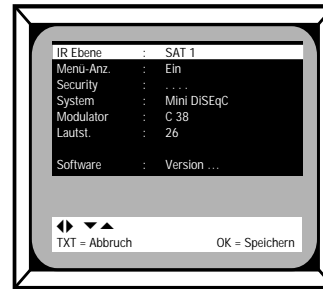 IR Ebene : SAT 1
Menü-Anz. : Ein
Security : . . . .
System : Mini DiSEqC
Modulator : C 38
Lautst. : 26
Software : Version ...
TXT = Abbruch OK = Speichern